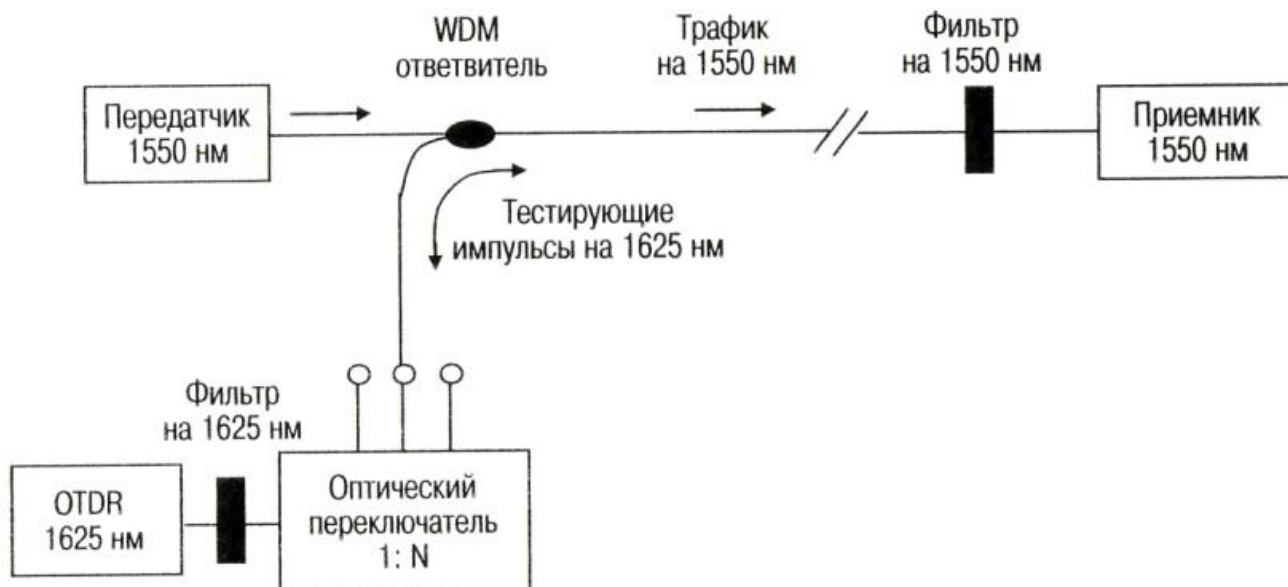 WDM
ответвитель
Трафик
на 1550 нм
Фильтр
на 1550 нм
Передатчик
1550 нм
Приемник
1550 нм
Тестирующие
импульсы на 1625 нм
Фильтр
на 1625 нм
OTDR
1625 нм
Оптический
переключатель
1: N